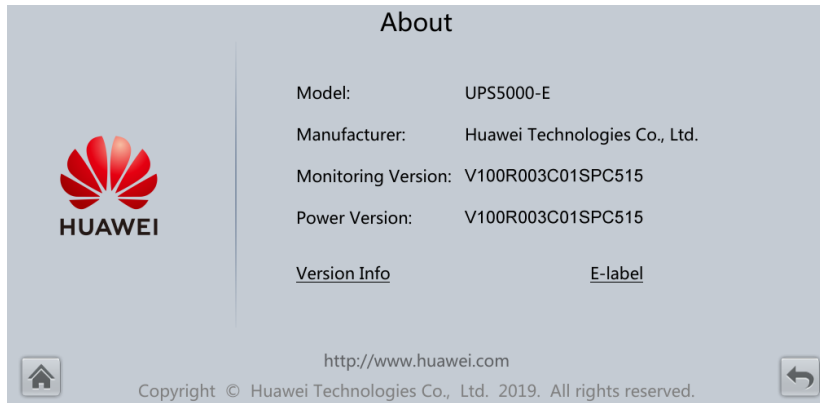 About
Model: UPS5000-E
Manufacturer: Huawei Technologies Co., Ltd.
Monitoring Version: V100R003C01SPC515
Power Version: V100R003C01SPC515
HUAWEI
Version Info E-label
http://www.huawei.com
Copyright © Huawei Technologies Co., Ltd. 2019. All rights reserved.